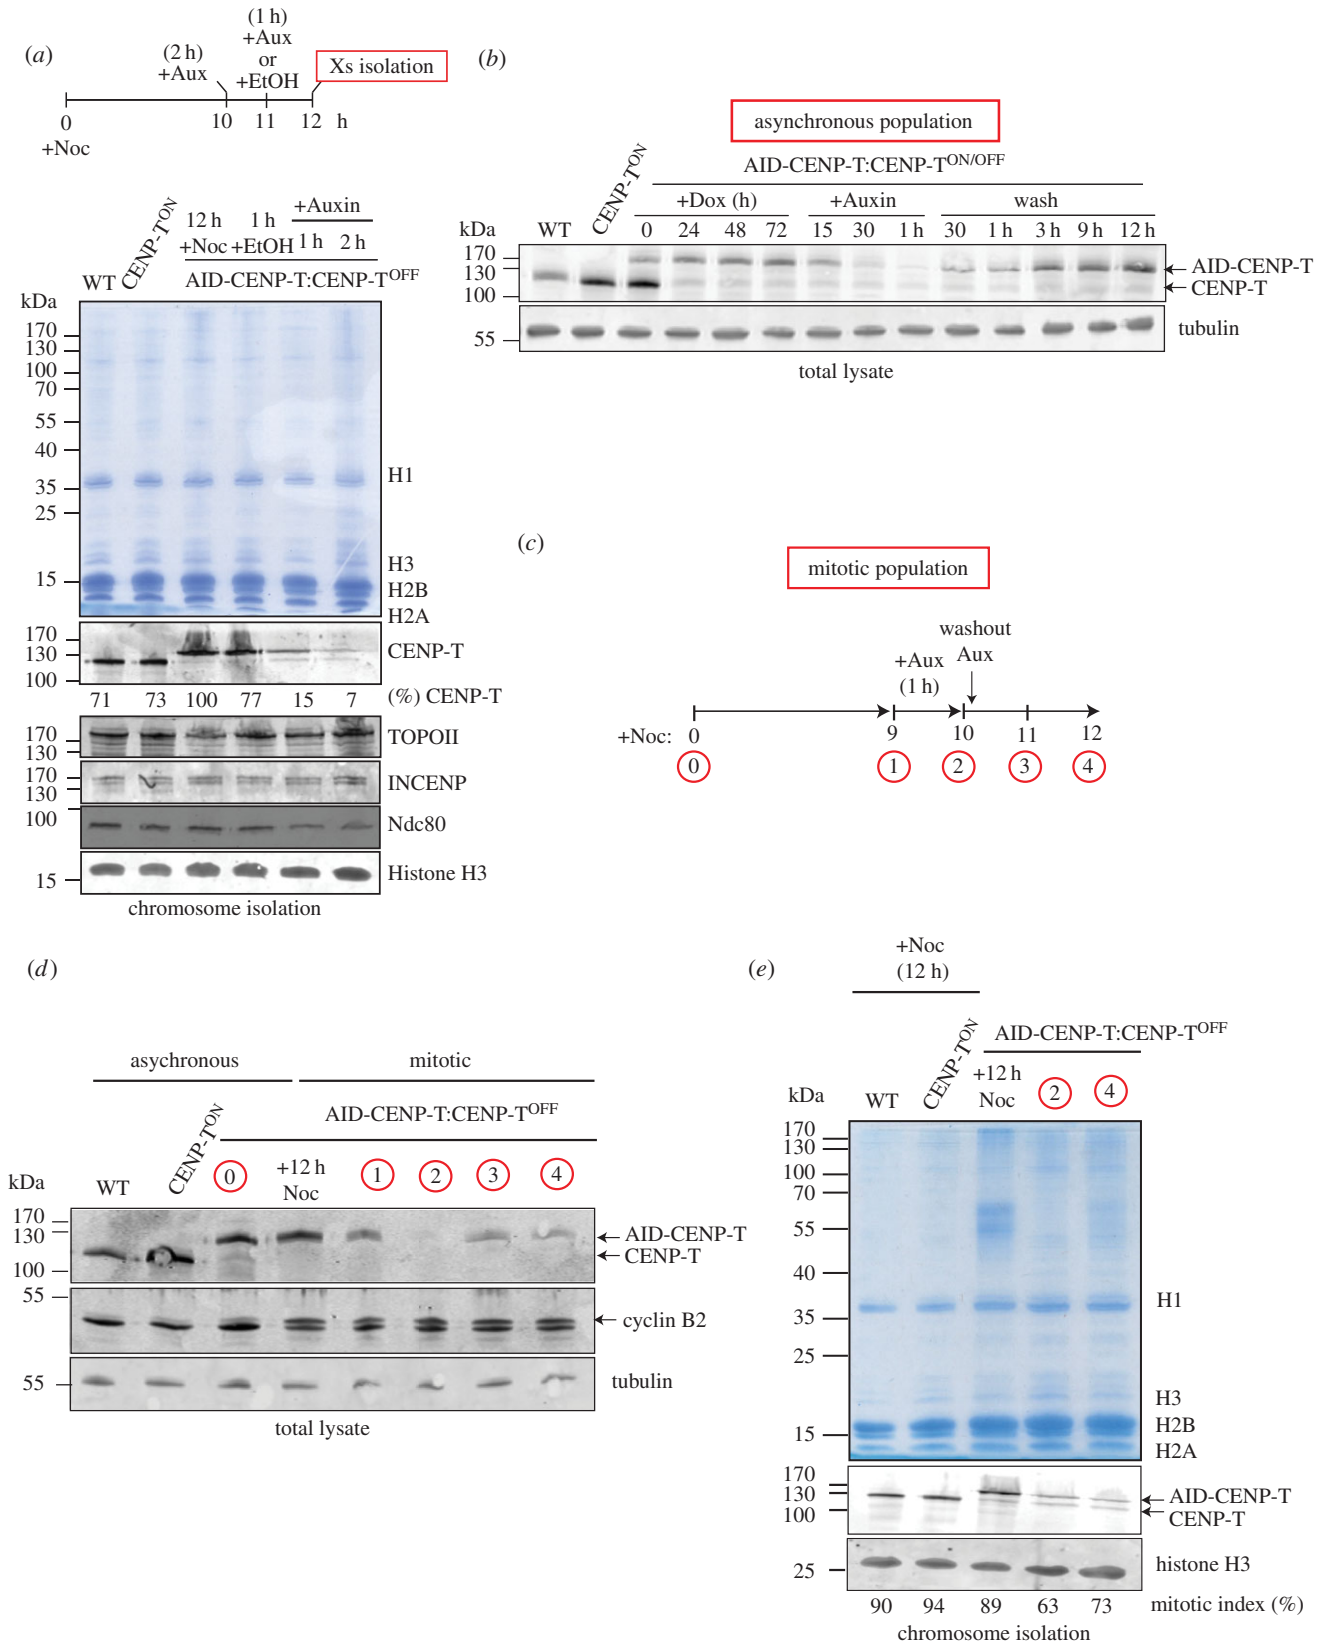 (a)
(1 h)
+Aux
or
+EtOH
(2 h)
+Aux
Xs isolation
0 10 11 12 h
+Noc
+Auxin
WT CENP-T^ON 12 h +Noc 1 h +EtOH 1 h 2 h
AID-CENP-T:CENP-T^OFF
kDa
170
130
100
70
55
40
35 H1
25
H3
15 H2B
H2A
170
130 CENP-T
100
71 73 100 77 15 7 (%) CENP-T
170 TOPOII
130
170 INCENP
130
100 Ndc80
15 Histone H3
chromosome isolation
(b)
asynchronous population
AID-CENP-T:CENP-T^ON/OFF
+Dox (h) +Auxin wash
kDa WT CENP-T^ON 0 24 48 72 15 30 1 h 30 1 h 3 h 9 h 12 h
170
130 AID-CENP-T
100 CENP-T
55 tubulin
total lysate
(c)
mitotic population
washout
Aux
+Aux
(1 h)
+Noc: 0 9 10 11 12
0 1 2 3 4
(d)
asychronous mitotic
AID-CENP-T:CENP-T^OFF
kDa WT CENP-T^ON 0 +12 h Noc 1 2 3 4
170
130 AID-CENP-T
CENP-T
100
55
cyclin B2
55 tubulin
total lysate
(e)
+Noc
(12 h)
AID-CENP-T:CENP-T^OFF
kDa WT CENP-T^ON +12 h Noc 2 4
170
130
100
70
55
40
35 H1
25
H3
15 H2B
H2A
170
130 AID-CENP-T
100 CENP-T
25 histone H3
90 94 89 63 73 mitotic index (%)
chromosome isolation